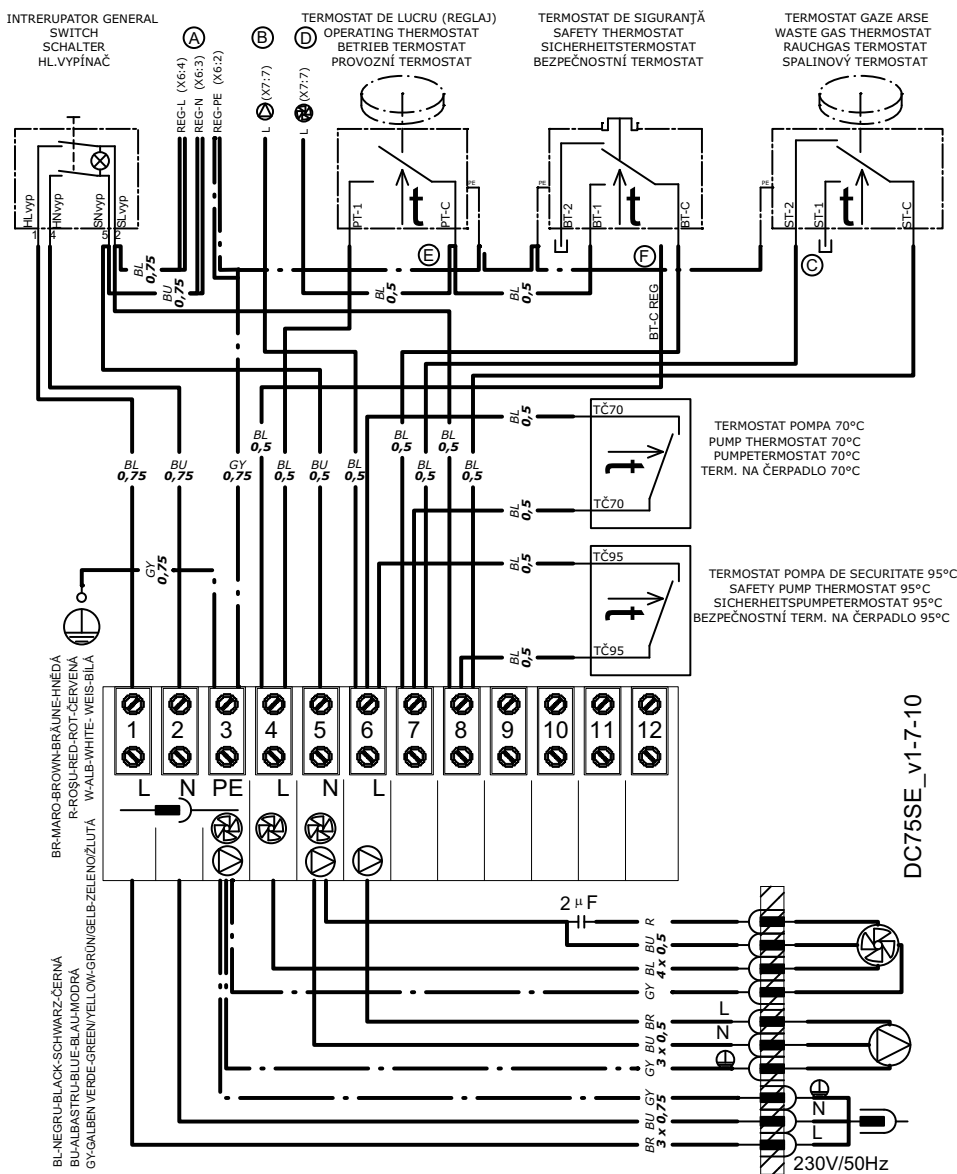 INTRERUPATOR GENERAL
SWITCH
SCHALTER
HL.VYPÍNAČ
A
REG-L (X6:4)
REG-N (X6:3)
REG-PE (X6:2)
B
L (X7:7)
D
L (X7:7)
TERMOSTAT DE LUCRU (REGLAJ)
OPERATING THERMOSTAT
BETRIEB TERMOSTAT
PROVOZNÍ TERMOSTAT
TERMOSTAT DE SIGURANŢĂ
SAFETY THERMOSTAT
SICHERHEITSTERMOSTAT
BEZPEČNOSTNÍ TERMOSTAT
TERMOSTAT GAZE ARSE
WASTE GAS THERMOSTAT
RAUCHGAS TERMOSTAT
SPALINOVÝ TERMOSTAT
HLvyp
HNvyp
SNvyp
SLvyp
1 4 5 2
PT-1
t
PT-C
PE
PE
BT-2
BT-1
t
BT-C
PE
ST-2
ST-1
t
ST-C
E
F
C
BL
0,75
BU
0,75
BL
0,5
BL
0,5
BT-C REG
BL
0,75
BU
0,75
GY
0,75
BL
0,5
BL
0,5
BU
0,5
BL
0,5
BL
0,5
BL
0,5
BL
0,5
BL
0,5
BL
0,5
TČ70
t
TČ70
TERMOSTAT POMPA 70°C
PUMP THERMOSTAT 70°C
PUMPETERMOSTAT 70°C
TERM. NA ČERPADLO 70°C
BL
0,5
GY
0,75
BL
0,5
TČ95
t
TČ95
TERMOSTAT POMPA DE SECURITATE 95°C
SAFETY PUMP THERMOSTAT 95°C
SICHERHEITSPUMPETERMOSTAT 95°C
BEZPEČNOSTNÍ TERM. NA ČERPADLO 95°C
BL
0,5
BR-MARO-BROWN-BRÄUNE-HNĚDÁ
R-ROŞU-RED-ROT-ČERVENÁ
W-ALB-WHITE- WEIS-BÍLÁ
1 2 3 4 5 6 7 8 9 10 11 12
L N PE L N L
DC75SE_v1-7-10
BL-NEGRU-BLACK-SCHWARZ-ČERNÁ
BU-ALBASTRU-BLUE-BLAU-MODRÁ
GY-GALBEN VERDE-GREEN/YELLOW-GRÜN/GELB-ZELENO/ŽLUTÁ
2 μF
R
BU
BL
4 x 0,5
GY
BR
L
BU
N
3 x 0,5
GY
GY
BU
N
3 x 0,75
BR
L
230V/50Hz